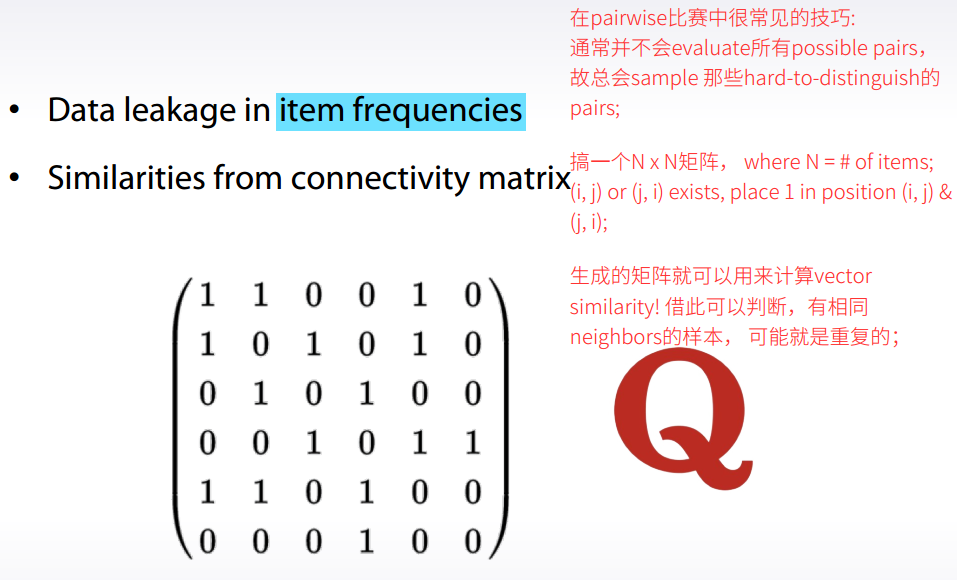 在pairwise比赛中很常见的技巧:
通常并不会evaluate所有possible pairs，
故总会sample 那些hard-to-distinguish的
pairs;
• Data leakage in item frequencies
• Similarities from connectivity matrix
搞一个N x N矩阵， where N = # of items;
(i, j) or (j, i) exists, place 1 in position (i, j) &
(j, i);
生成的矩阵就可以用来计算vector
similarity! 借此可以判断，有相同
neighbors的样本， 可能就是重复的；
1 1 0 0 1 0
1 0 1 0 1 0
0 1 0 1 0 0
0 0 1 0 1 1
1 1 0 1 0 0
0 0 0 1 0 0
Q